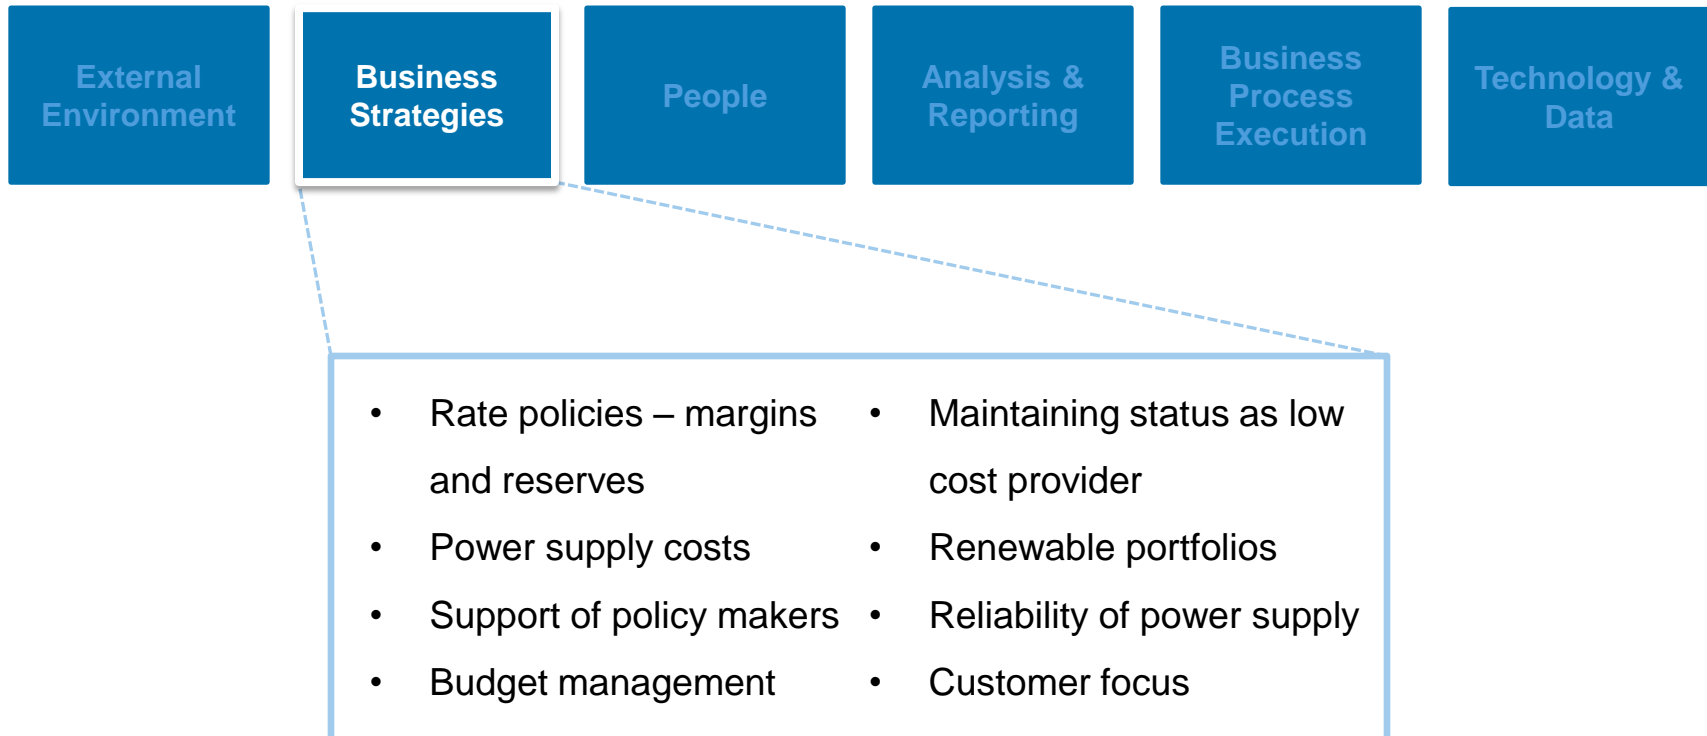 External
Environment
Business
Strategies
People
Analysis &
Reporting
Business
Process
Execution
Technology &
Data
• Rate policies – margins
and reserves
• Power supply costs
• Support of policy makers
• Budget management
• Maintaining status as low
cost provider
• Renewable portfolios
• Reliability of power supply
• Customer focus